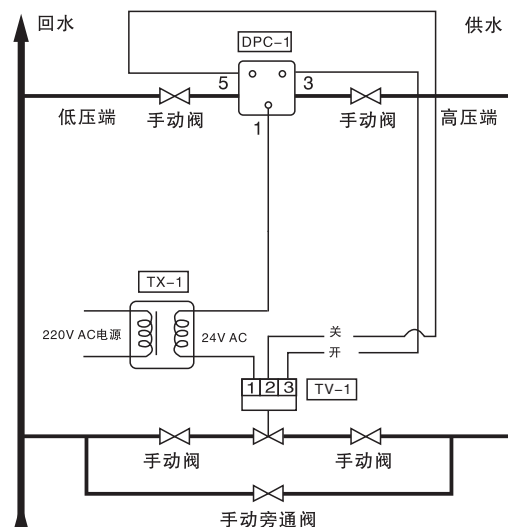 回水
供水
DPC-1
5
3
低压端
手动阀
手动阀
高压端
1
TX-1
220V AC电源
24V AC
关
开
1 2 3
TV-1
手动阀
手动阀
手动旁通阀